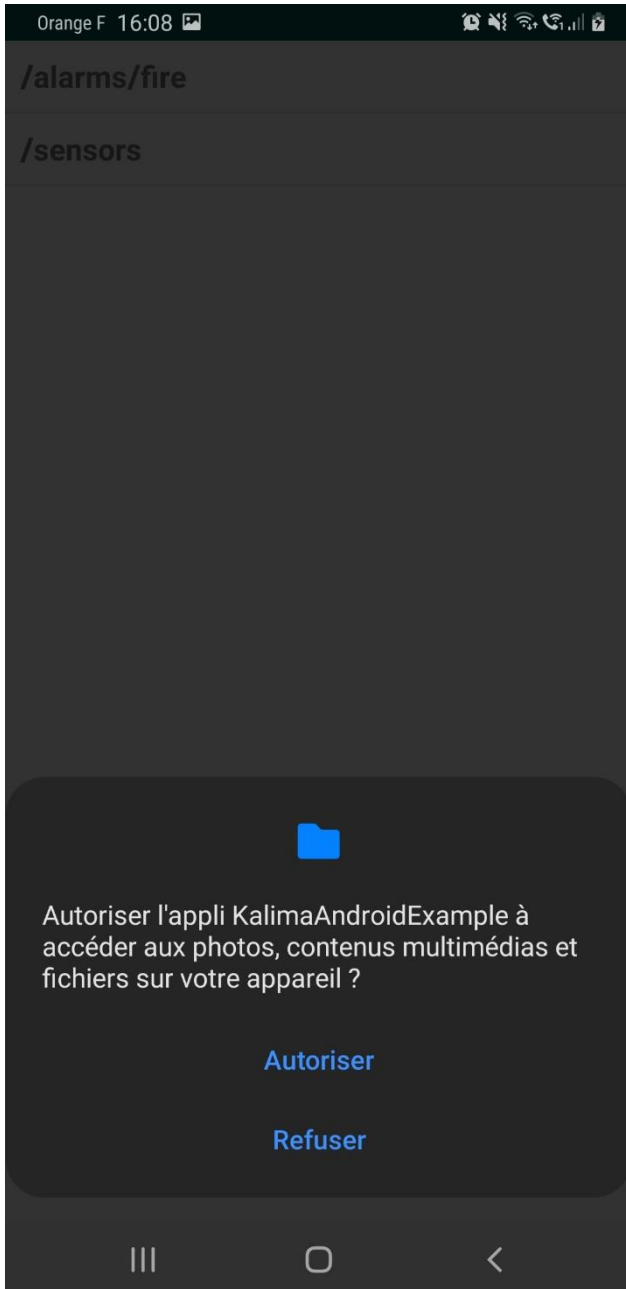 Orange F 16:08
/alarms/fire
/sensors
Autoriser l'appli KalimaAndroidExample à
accéder aux photos, contenus multimédias et
fichiers sur votre appareil ?
Autoriser
Refuser